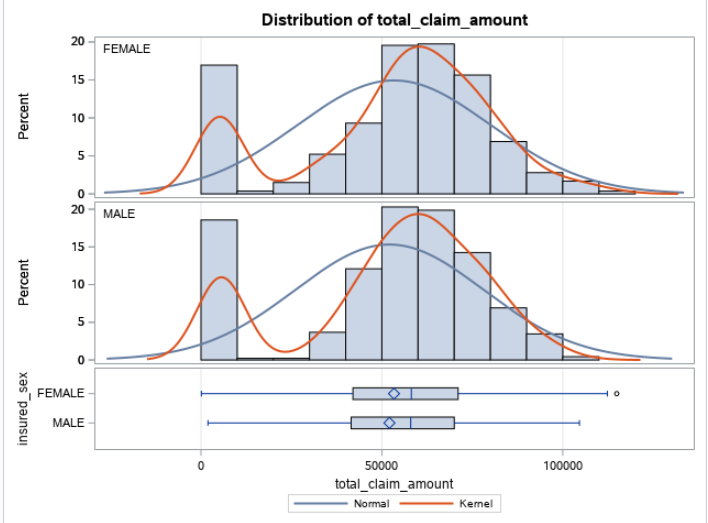 Distribution of total_claim_amount
FEMALE
20
15
10
5
0
Percent
MALE
20
15
10
5
0
Percent
insured_sex
FEMALE
MALE
0 50000 100000
total_claim_amount
Normal Kernel